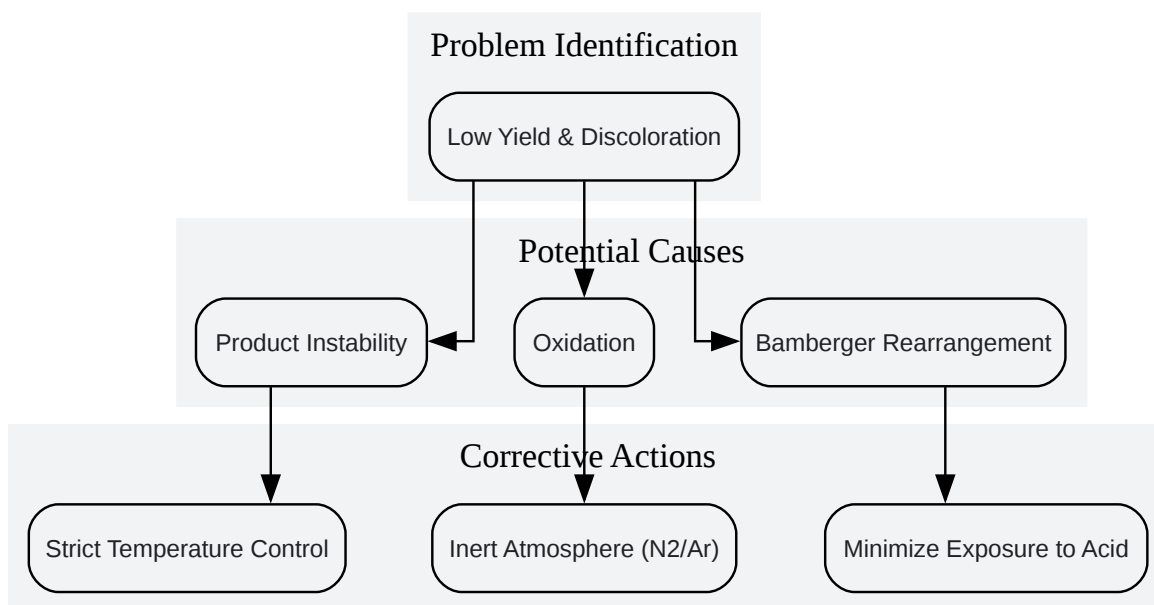 Problem Identification
Low Yield & Discoloration
Potential Causes
Product Instability
Oxidation
Bamberger Rearrangement
Corrective Actions
Strict Temperature Control
Inert Atmosphere (N2/Ar)
Minimize Exposure to Acid